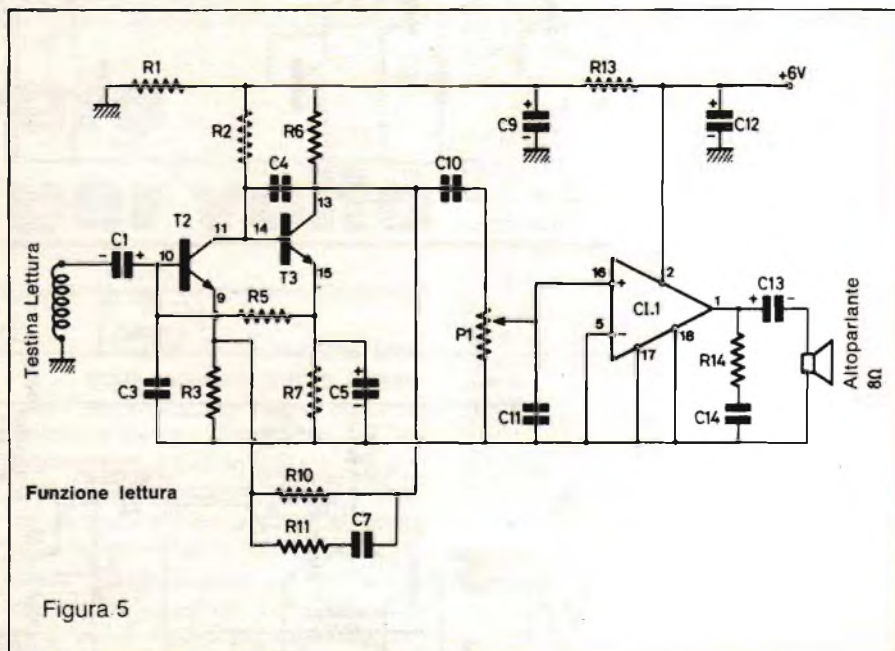 R1
R13
+6V
R2
R6
C9
+
-
+
-
C12
C4
C10
13
T2
11
14
T3
C1
-
+
10
15
9
R5
Testina Lettura
16
+
2
C13
+
-
1
P1
5
-
CI.1
18
17
R14
Altoparlante
8Ω
C3
R3
R7
C5
+
-
C11
C14
Funzione lettura
R10
R11
C7
Figura 5